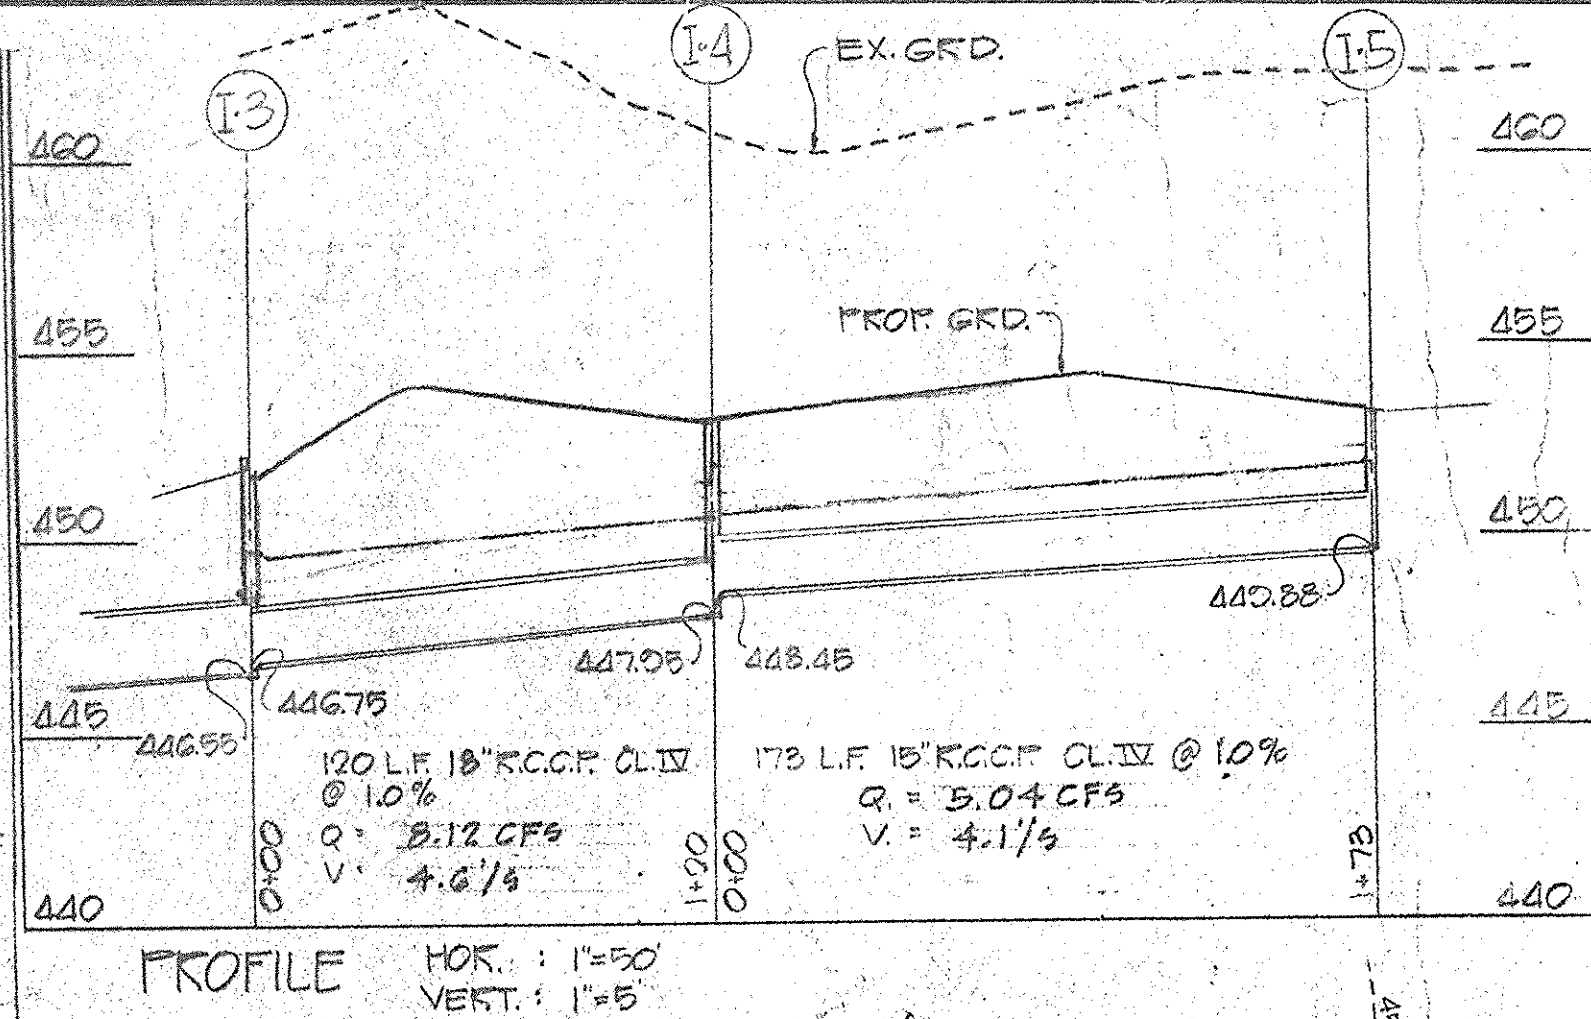 I-3
I-4
EX. GRD.
I-5
460
460
455
PROP. GRD.
455
450
450
449.88
447.95
448.45
446.75
445
446.55
445
120 L.F. 18" R.C.C.P. CL. IV
@ 1.0%
Q = 8.12 CFS
V = 4.6'/s
173 L.F. 15" R.C.C.P. CL. IV @ 1.0%
Q. = 5.04 CFS
V. = 4.1'/s
0+00
1+20
0+00
1+73
440
440
PROFILE
HOR. : 1"=50'
VERT. : 1"=5'